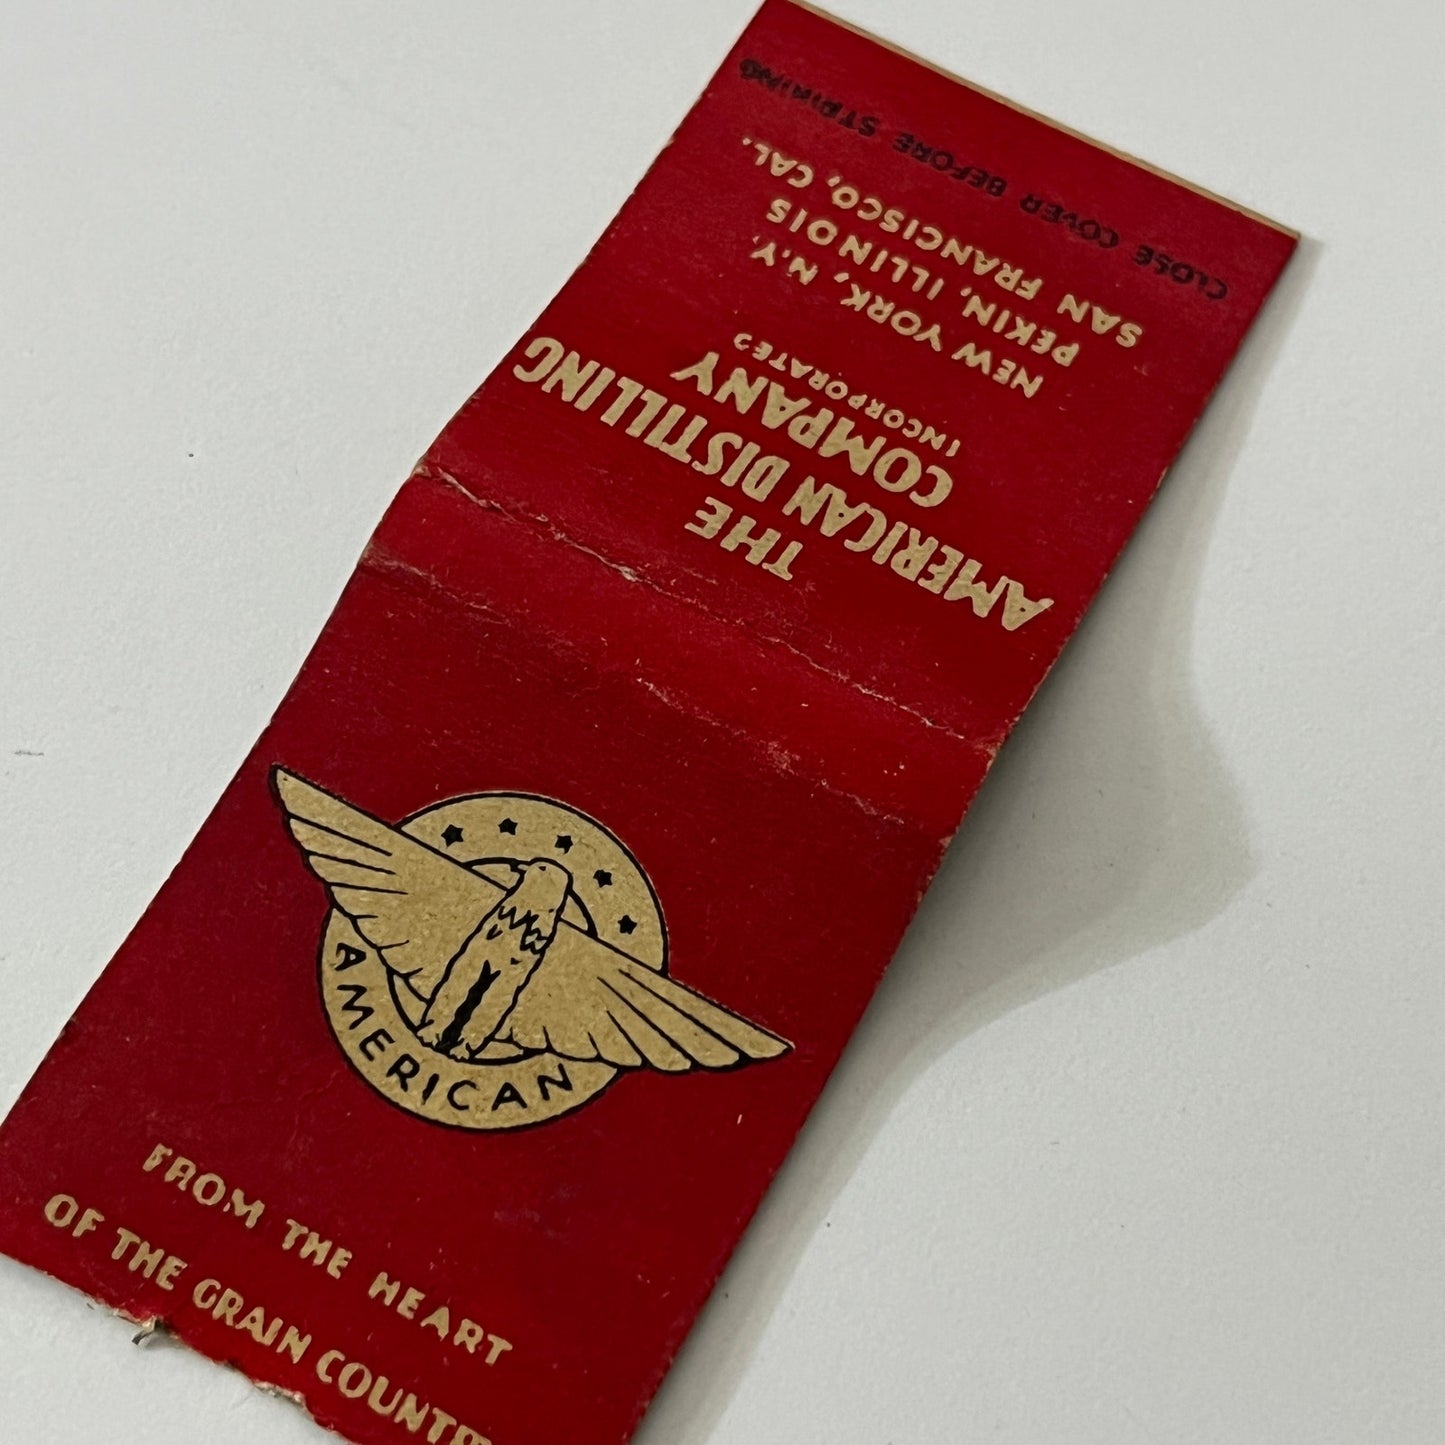 THE
AMERICAN DISTILLING
COMPANY
INCORPORATED
NEW YORK, N.Y.
PEKIN, ILLINOIS
SAN FRANCISCO, CAL.
CLOSE COVER BEFORE STRIKING
AMERICAN
FROM THE HEART
OF THE GRAIN COUNTR